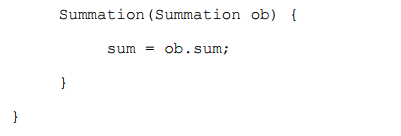 Summation(Summation ob) {
sum = ob.sum;
}
}